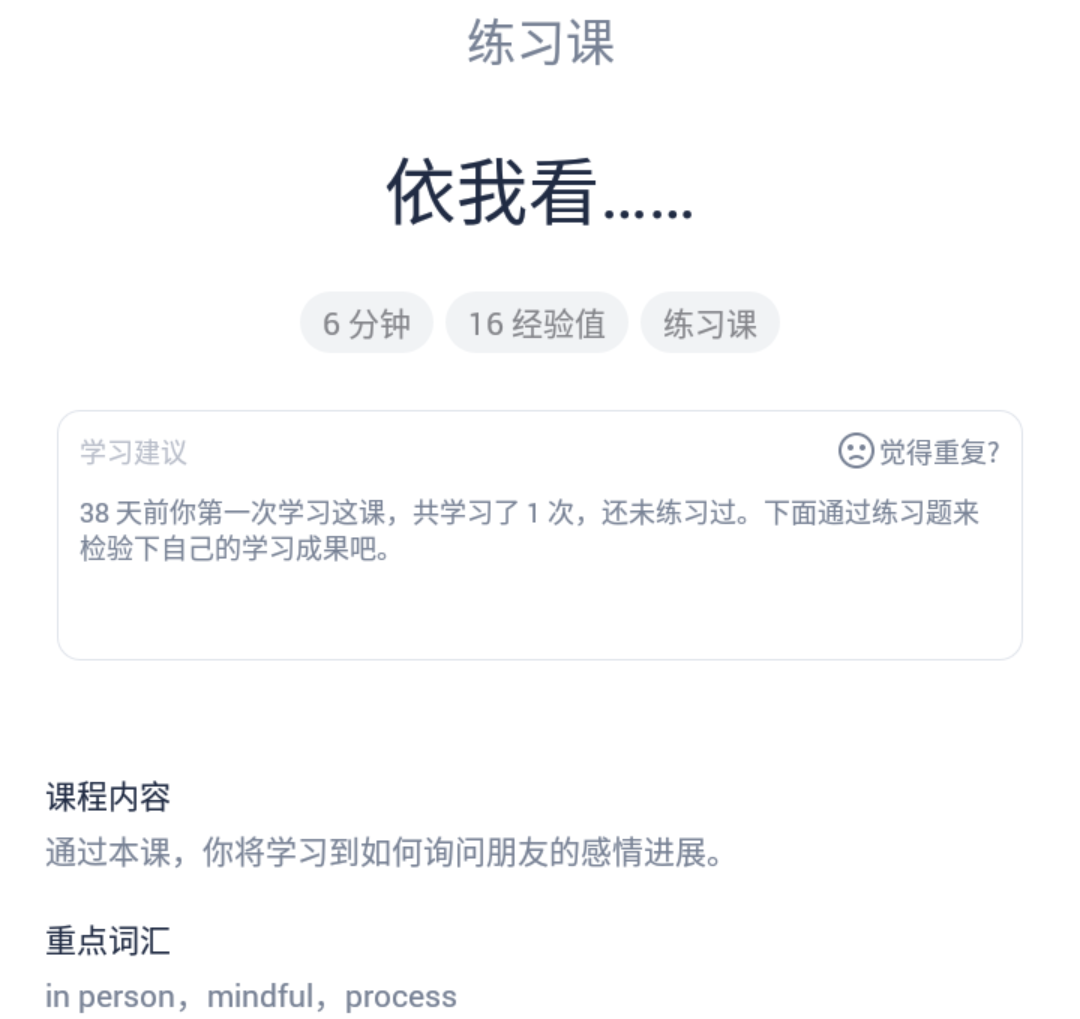 练习课
依我看……
6 分钟 16 经验值 练习课
学习建议 觉得重复?
38 天前你第一次学习这课，共学习了 1 次，还未练习过。下面通过练习题来
检验下自己的学习成果吧。
课程内容
通过本课，你将学习到如何询问朋友的感情进展。
重点词汇
in person，mindful，process